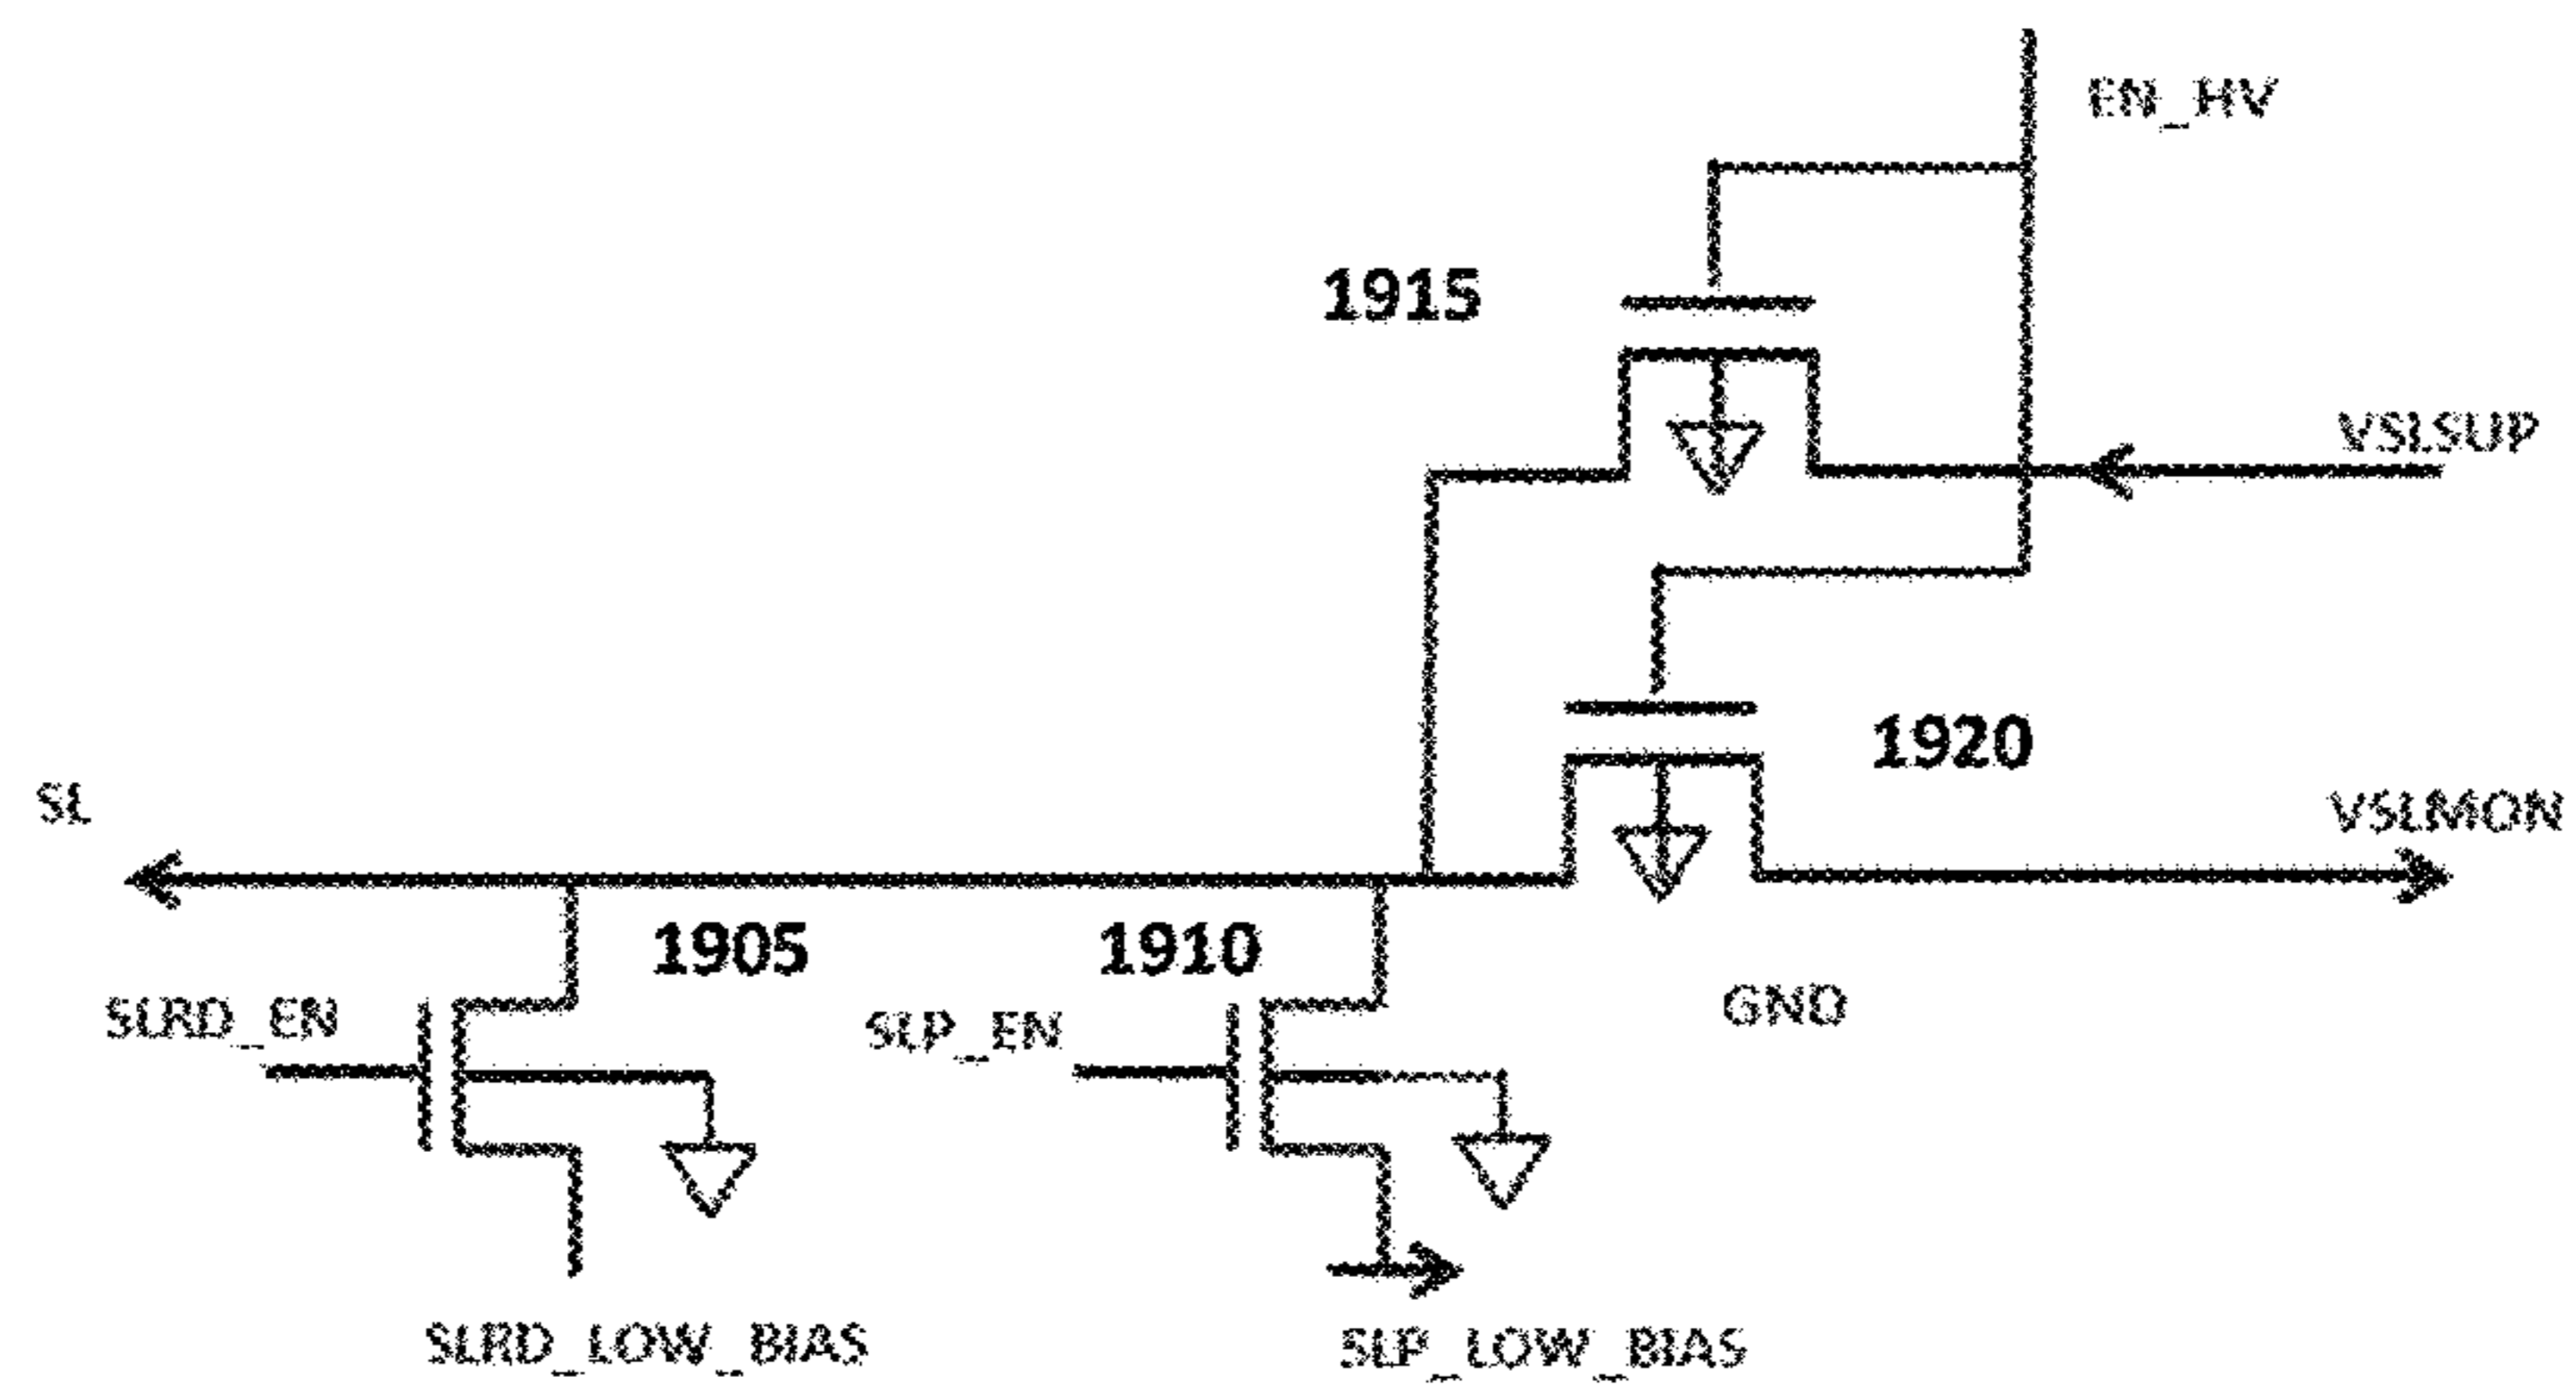 EN_HV
1915
VSLSUP
1920
SL
VSLMON
1905
1910
GND
SLRD_EN
SLP_EN
SLRD_LOW_BIAS
SLP_LOW_BIAS